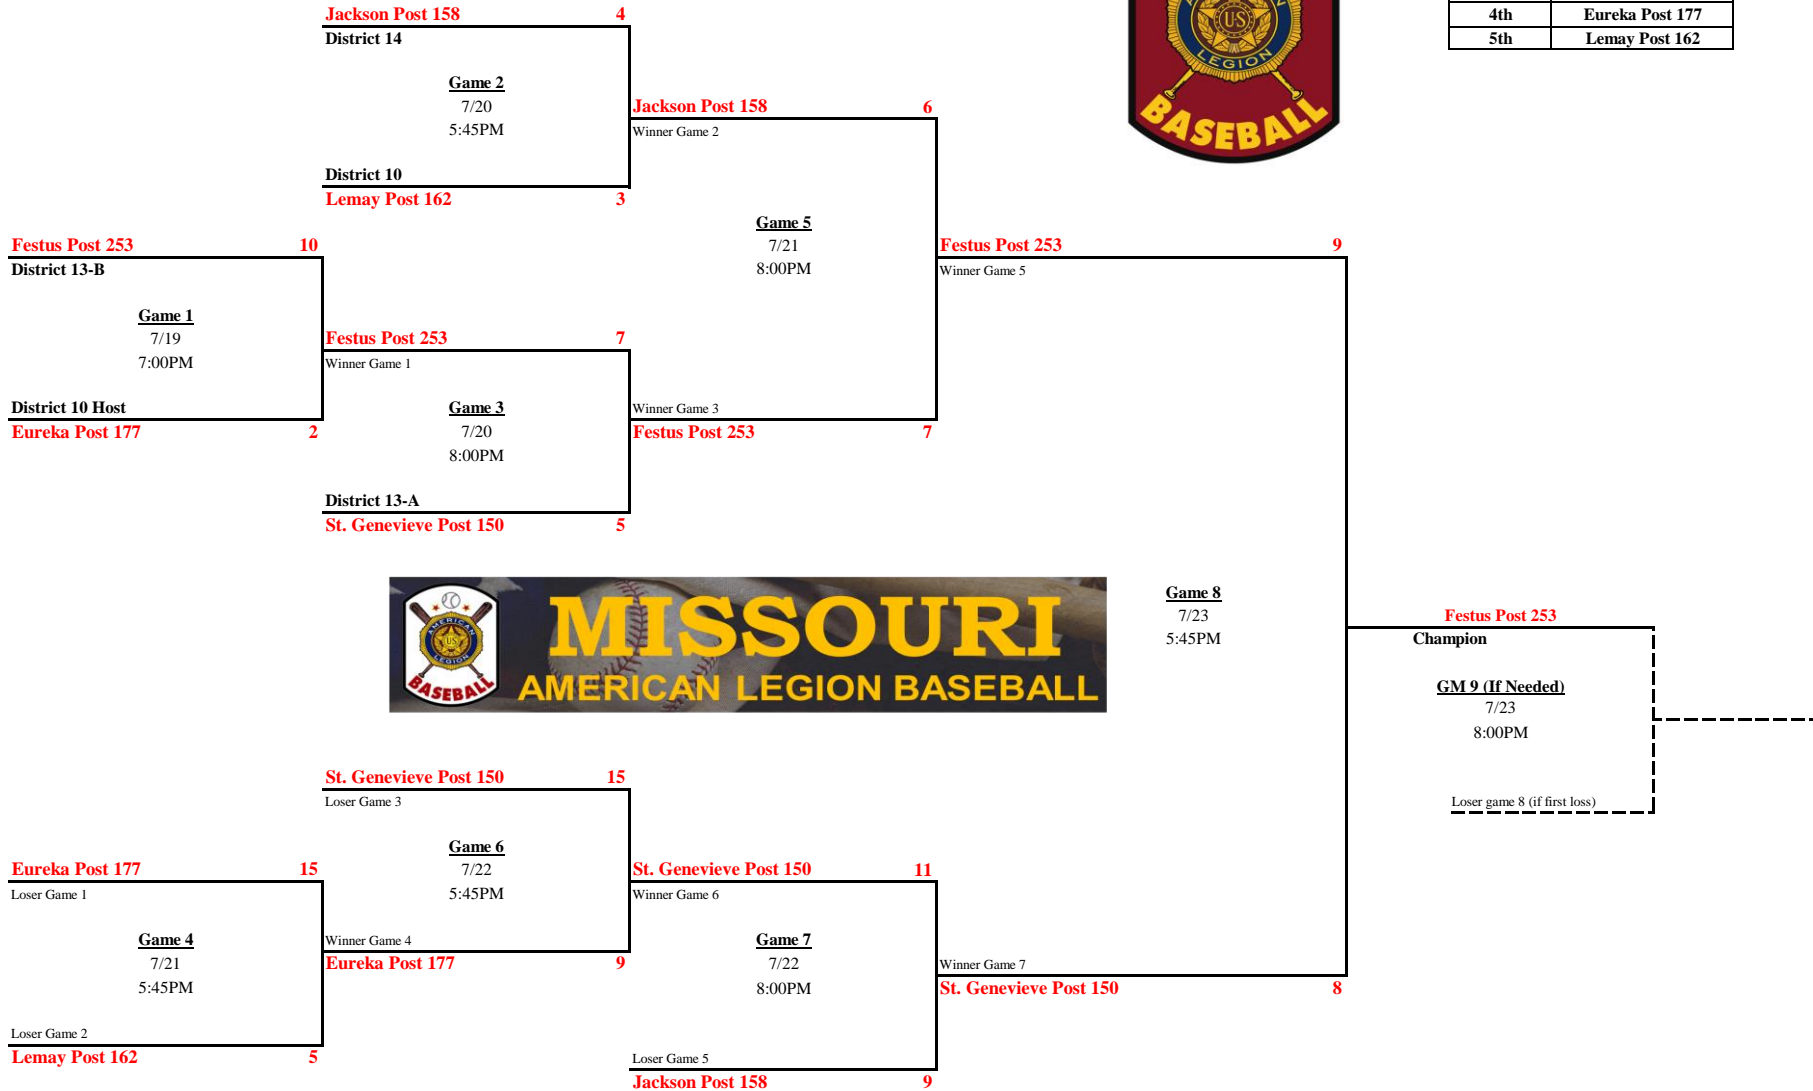 Jackson Post 158 4
District 14
Game 2
7/20
5:45PM
District 10
Lemay Post 162 3
Jackson Post 158 6
Winner Game 2
US
LEGION
BASEBALL
4th Eureka Post 177
5th Lemay Post 162
Festus Post 253 10
District 13-B
Game 1
7/19
7:00PM
District 10 Host
Eureka Post 177 2
Festus Post 253 7
Winner Game 1
Game 3
7/20
8:00PM
District 13-A
St. Genevieve Post 150 5
Game 5
7/21
8:00PM
Winner Game 3
Festus Post 253 7
Festus Post 253 9
Winner Game 5
AMERICAN
US
LEGION
BASEBALL
MISSOURI
AMERICAN LEGION BASEBALL
Game 8
7/23
5:45PM
Festus Post 253
Champion
GM 9 (If Needed)
7/23
8:00PM
Loser game 8 (if first loss)
St. Genevieve Post 150 15
Loser Game 3
Game 6
7/22
5:45PM
Winner Game 4
Eureka Post 177 9
Eureka Post 177 15
Loser Game 1
Game 4
7/21
5:45PM
Loser Game 2
Lemay Post 162 5
St. Genevieve Post 150 11
Winner Game 6
Game 7
7/22
8:00PM
Loser Game 5
Jackson Post 158 9
Winner Game 7
St. Genevieve Post 150 8